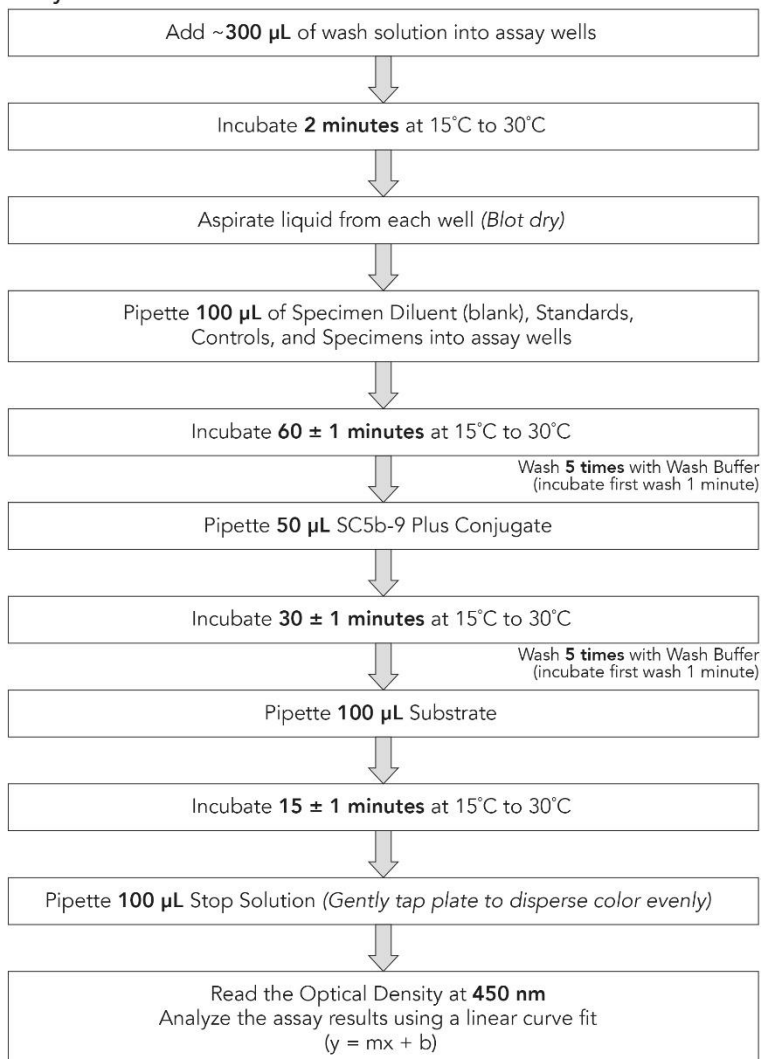 Add ~300 µL of wash solution into assay wells
Incubate 2 minutes at 15˚C to 30˚C
Aspirate liquid from each well (Blot dry)
Pipette 100 µL of Specimen Diluent (blank), Standards,
Controls, and Specimens into assay wells
Incubate 60 ± 1 minutes at 15˚C to 30˚C
Wash 5 times with Wash Buffer
(incubate first wash 1 minute)
Pipette 50 µL SC5b-9 Plus Conjugate
Incubate 30 ± 1 minutes at 15˚C to 30˚C
Wash 5 times with Wash Buffer
(incubate first wash 1 minute)
Pipette 100 µL Substrate
Incubate 15 ± 1 minutes at 15˚C to 30˚C
Pipette 100 µL Stop Solution (Gently tap plate to disperse color evenly)
Read the Optical Density at 450 nm
Analyze the assay results using a linear curve fit
(y = mx + b)